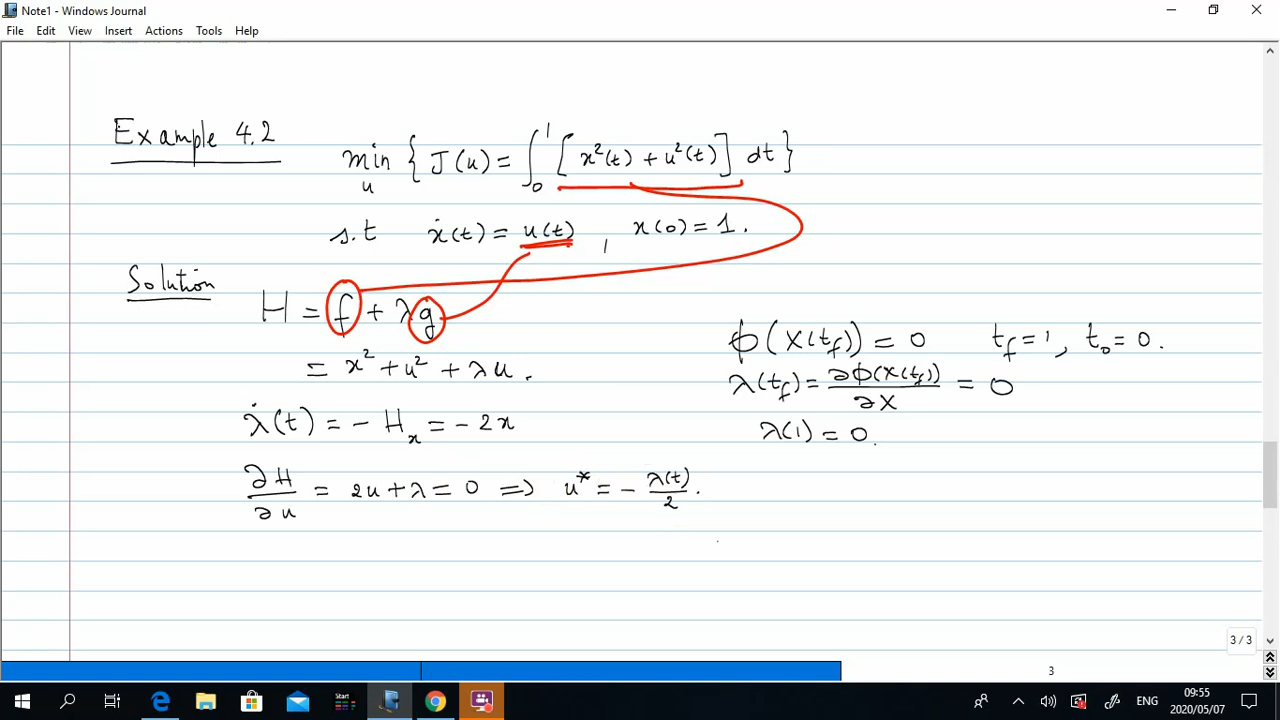 Note1 - Windows Journal
File Edit View Insert Actions Tools Help
Example 4.2
min { J(u) = ∫₀¹ [x²(t) + u²(t)] dt }
u
s.t ẋ(t) = u(t) , x(0) = 1.
Solution
H = f + λg
= x² + u² + λu.
λ̇(t) = - Hₓ = - 2x
∂H/∂u = 2u + λ = 0 ⇒ u* = - λ(t)/2.
ϕ(X(t_f)) = 0 t_f = 1, t₀ = 0.
λ(t_f) = ∂ϕ(X(t_f))/∂X = 0
λ(1) = 0.
3 / 3
3
Start
ENG
09:55
2020/05/07